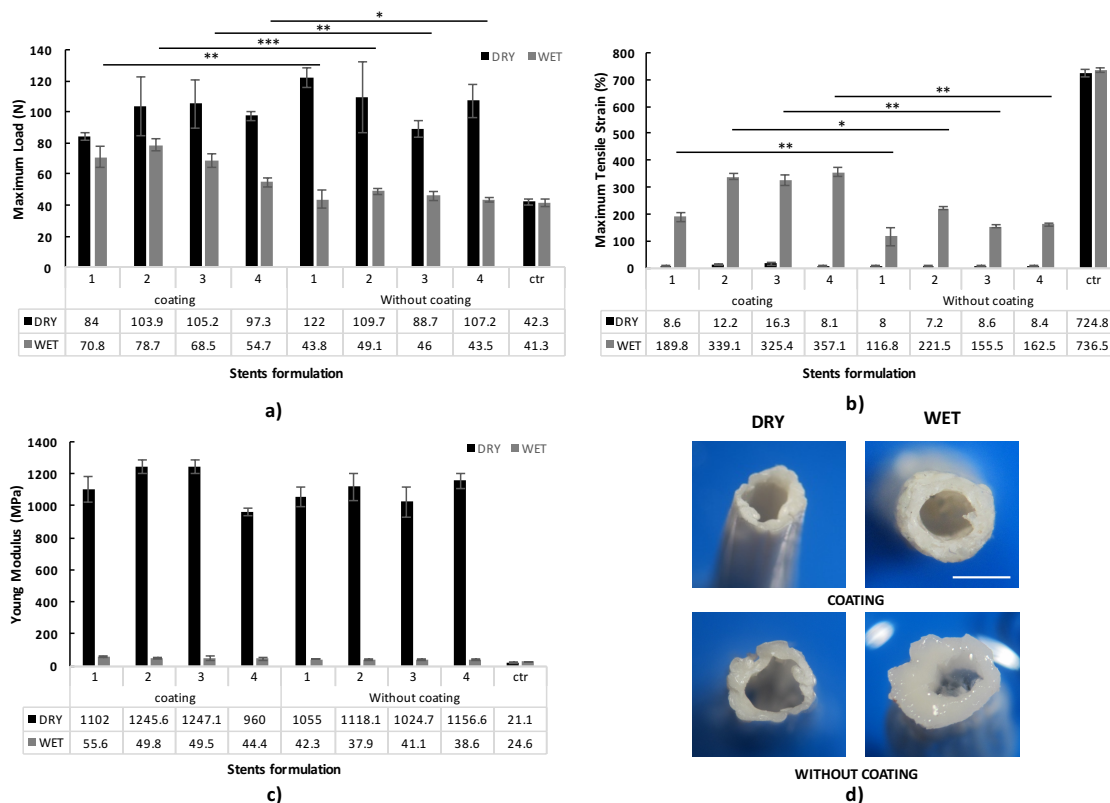 *
**
***
**
DRY WET
140
120
100
80
60
40
20
0
Maximum Load (N)
1 2 3 4 1 2 3 4 ctr
coating Without coating
DRY 84 103.9 105.2 97.3 122 109.7 88.7 107.2 42.3
WET 70.8 78.7 68.5 54.7 43.8 49.1 46 43.5 41.3
Stents formulation
a)
DRY WET
800
700
600
500
400
300
200
100
0
Maximum Tensile Strain (%)
**
**
*
**
1 2 3 4 1 2 3 4 ctr
coating Without coating
DRY 8.6 12.2 16.3 8.1 8 7.2 8.6 8.4 724.8
WET 189.8 339.1 325.4 357.1 116.8 221.5 155.5 162.5 736.5
Stents formulation
b)
DRY WET
1400
1200
1000
800
600
400
200
0
Young Modulus (MPa)
1 2 3 4 1 2 3 4 ctr
coating Without coating
DRY 1102 1245.6 1247.1 960 1055 1118.1 1024.7 1156.6 21.1
WET 55.6 49.8 49.5 44.4 42.3 37.9 41.1 38.6 24.6
Stents formulation
c)
DRY WET
COATING
WITHOUT COATING
d)